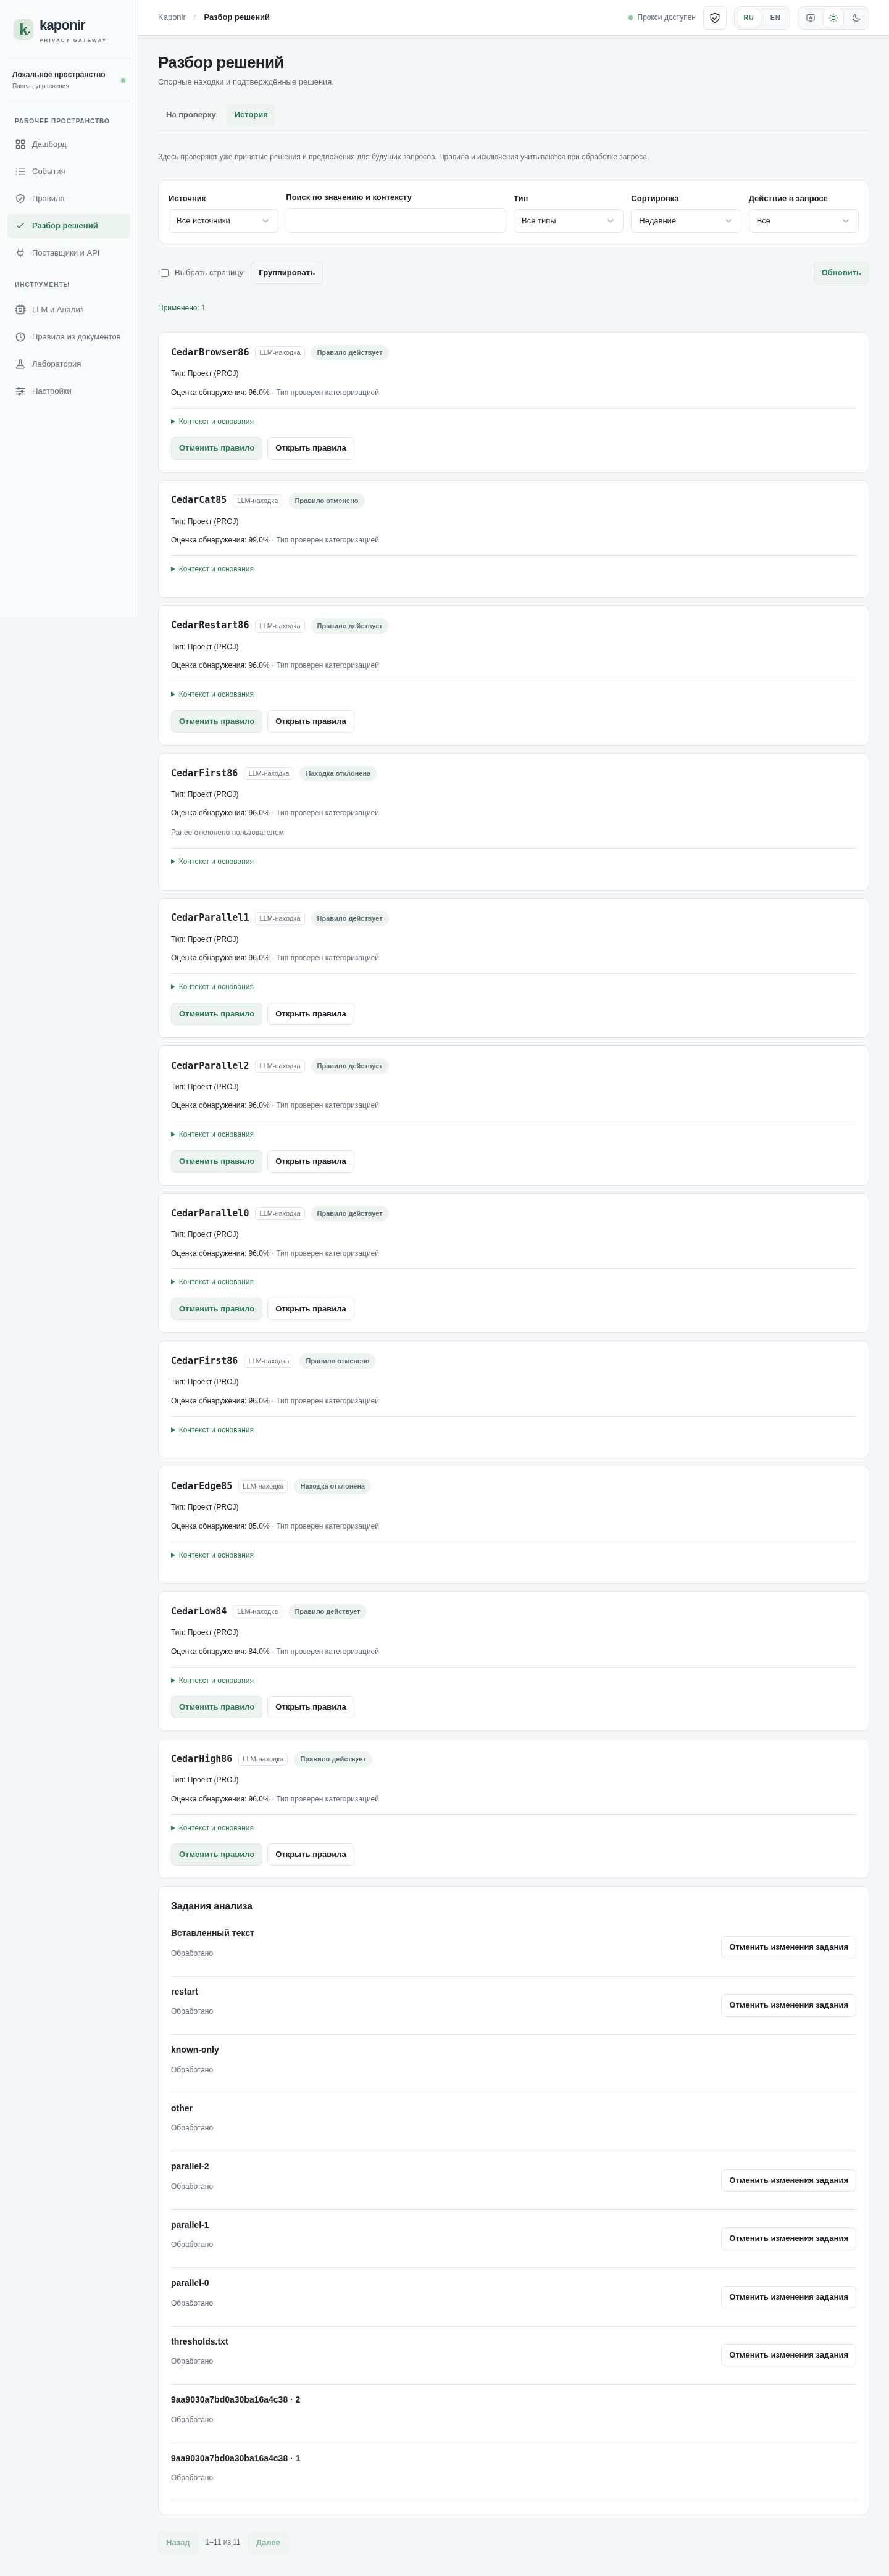 kaponir
PRIVACY GATEWAY
Локальное пространство
Панель управления
РАБОЧЕЕ ПРОСТРАНСТВО
Дашборд
События
Правила
Разбор решений
Поставщики и API
ИНСТРУМЕНТЫ
LLM и Анализ
Правила из документов
Лаборатория
Настройки
Kaponir / Разбор решений
Прокси доступен
RU EN
Разбор решений
Спорные находки и подтверждённые решения.
На проверку История
Здесь проверяют уже принятые решения и предложения для будущих запросов. Правила и исключения учитываются при обработке запроса.
Источник Поиск по значению и контексту Тип Сортировка Действие в запросе
Все источники Все типы Недавние Все
Выбрать страницу Группировать Обновить
Применено: 1
CedarBrowser86 LLM-находка Правило действует
Тип: Проект (PROJ)
Оценка обнаружения: 96.0% · Тип проверен категоризацией
Контекст и основания
Отменить правило Открыть правила
CedarCat85 LLM-находка Правило отменено
Тип: Проект (PROJ)
Оценка обнаружения: 99.0% · Тип проверен категоризацией
Контекст и основания
CedarRestart86 LLM-находка Правило действует
Тип: Проект (PROJ)
Оценка обнаружения: 96.0% · Тип проверен категоризацией
Контекст и основания
Отменить правило Открыть правила
CedarFirst86 LLM-находка Находка отклонена
Тип: Проект (PROJ)
Оценка обнаружения: 96.0% · Тип проверен категоризацией
Ранее отклонено пользователем
Контекст и основания
CedarParallel1 LLM-находка Правило действует
Тип: Проект (PROJ)
Оценка обнаружения: 96.0% · Тип проверен категоризацией
Контекст и основания
Отменить правило Открыть правила
CedarParallel2 LLM-находка Правило действует
Тип: Проект (PROJ)
Оценка обнаружения: 96.0% · Тип проверен категоризацией
Контекст и основания
Отменить правило Открыть правила
CedarParallel0 LLM-находка Правило действует
Тип: Проект (PROJ)
Оценка обнаружения: 96.0% · Тип проверен категоризацией
Контекст и основания
Отменить правило Открыть правила
CedarFirst86 LLM-находка Правило отменено
Тип: Проект (PROJ)
Оценка обнаружения: 96.0% · Тип проверен категоризацией
Контекст и основания
CedarEdge85 LLM-находка Находка отклонена
Тип: Проект (PROJ)
Оценка обнаружения: 85.0% · Тип проверен категоризацией
Контекст и основания
CedarLow84 LLM-находка Правило действует
Тип: Проект (PROJ)
Оценка обнаружения: 84.0% · Тип проверен категоризацией
Контекст и основания
Отменить правило Открыть правила
CedarHigh86 LLM-находка Правило действует
Тип: Проект (PROJ)
Оценка обнаружения: 96.0% · Тип проверен категоризацией
Контекст и основания
Отменить правило Открыть правила
Задания анализа
Вставленный текст
Обработано
Отменить изменения задания
restart
Обработано
Отменить изменения задания
known-only
Обработано
other
Обработано
parallel-2
Обработано
Отменить изменения задания
parallel-1
Обработано
Отменить изменения задания
parallel-0
Обработано
Отменить изменения задания
thresholds.txt
Обработано
Отменить изменения задания
9aa9030a7bd0a30ba16a4c38 · 2
Обработано
9aa9030a7bd0a30ba16a4c38 · 1
Обработано
Назад 1–11 из 11 Далее